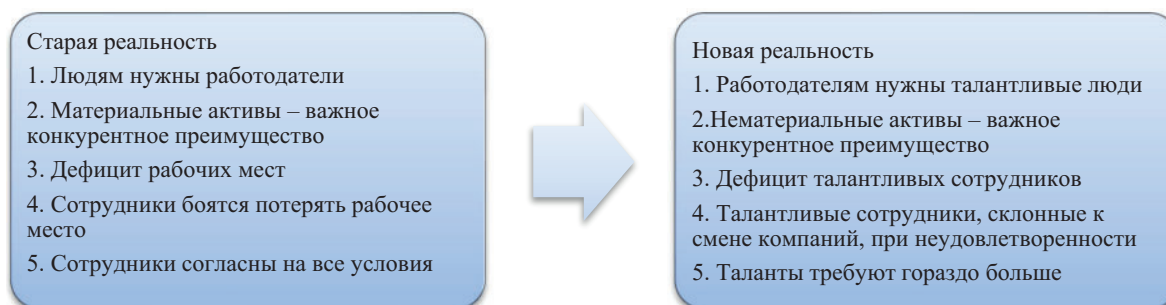 Старая реальность
1. Людям нужны работодатели
2. Материальные активы – важное
конкурентное преимущество
3. Дефицит рабочих мест
4. Сотрудники боятся потерять рабочее
место
5. Сотрудники согласны на все условия
Новая реальность
1. Работодателям нужны талантливые люди
2.Нематериальные активы – важное
конкурентное преимущество
3. Дефицит талантливых сотрудников
4. Талантливые сотрудники, склонные к
смене компаний, при неудовлетворенности
5. Таланты требуют гораздо больше